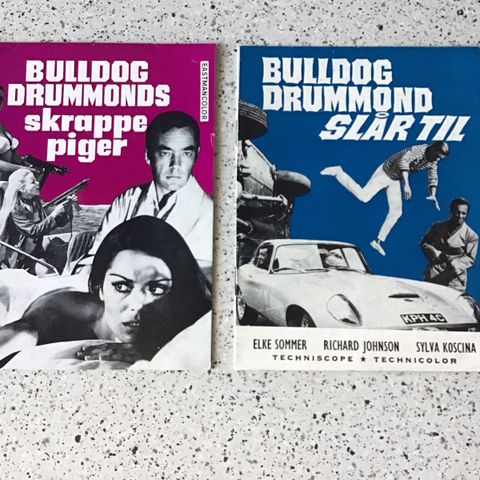 BULLDOG
DRUMMONDS
skrappe
piger
EASTMANCOLOR
BULLDOG
DRUMMOND
SLÅR TIL
KPH 4C
ELKE SOMMER RICHARD JOHNSON SYLVA KOSCINA
TECHNISCOPE ★ TECHNICOLOR